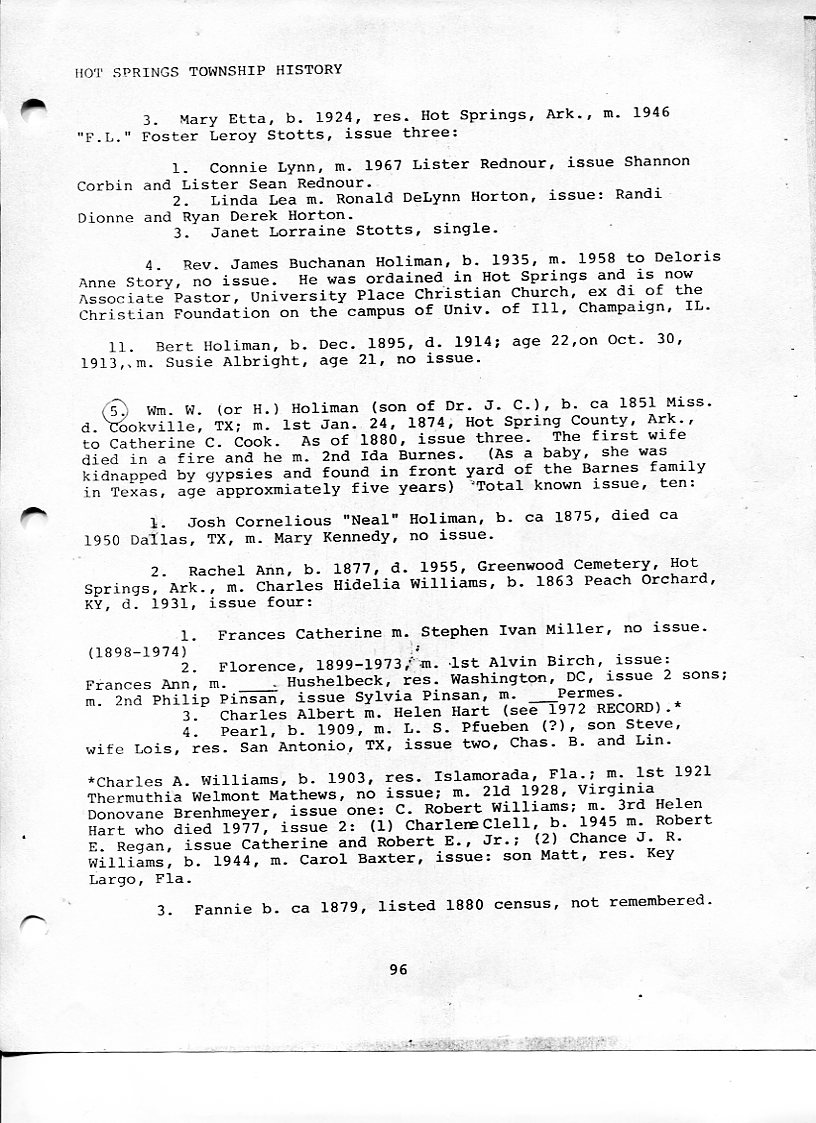 HOT SPRINGS TOWNSHIP HISTORY
3. Mary Etta, b. 1924, res. Hot Springs, Ark., m. 1946
"F.L." Foster Leroy Stotts, issue three:
1. Connie Lynn, m. 1967 Lister Rednour, issue Shannon
Corbin and Lister Sean Rednour.
2. Linda Lea m. Ronald DeLynn Horton, issue: Randi
Dionne and Ryan Derek Horton.
3. Janet Lorraine Stotts, single.
4. Rev. James Buchanan Holiman, b. 1935, m. 1958 to Deloris
Anne Story, no issue. He was ordained in Hot Springs and is now
Associate Pastor, University Place Christian Church, ex di of the
Christian Foundation on the campus of Univ. of Ill, Champaign, IL.
11. Bert Holiman, b. Dec. 1895, d. 1914; age 22,on Oct. 30,
1913,,m. Susie Albright, age 21, no issue.
5. Wm. W. (or H.) Holiman (son of Dr. J. C.), b. ca 1851 Miss.
d. Cookville, TX; m. 1st Jan. 24, 1874, Hot Spring County, Ark.,
to Catherine C. Cook. As of 1880, issue three. The first wife
died in a fire and he m. 2nd Ida Burnes. (As a baby, she was
kidnapped by gypsies and found in front yard of the Barnes family
in Texas, age approxmiately five years) Total known issue, ten:
1. Josh Cornelious "Neal" Holiman, b. ca 1875, died ca
1950 Dallas, TX, m. Mary Kennedy, no issue.
2. Rachel Ann, b. 1877, d. 1955, Greenwood Cemetery, Hot
Springs, Ark., m. Charles Hidelia Williams, b. 1863 Peach Orchard,
KY, d. 1931, issue four:
1. Frances Catherine m. Stephen Ivan Miller, no issue.
(1898-1974)
2. Florence, 1899-1973, m. 1st Alvin Birch, issue:
Frances Ann, m. ___. Hushelbeck, res. Washington, DC, issue 2 sons;
m. 2nd Philip Pinsan, issue Sylvia Pinsan, m. ___Permes.
3. Charles Albert m. Helen Hart (see 1972 RECORD).*
4. Pearl, b. 1909, m. L. S. Pfueben (?), son Steve,
wife Lois, res. San Antonio, TX, issue two, Chas. B. and Lin.
*Charles A. Williams, b. 1903, res. Islamorada, Fla.; m. 1st 1921
Thermuthia Welmont Mathews, no issue; m. 21d 1928, Virginia
Donovane Brenhmeyer, issue one: C. Robert Williams; m. 3rd Helen
Hart who died 1977, issue 2: (1) Charlene Clell, b. 1945 m. Robert
E. Regan, issue Catherine and Robert E., Jr.; (2) Chance J. R.
Williams, b. 1944, m. Carol Baxter, issue: son Matt, res. Key
Largo, Fla.
3. Fannie b. ca 1879, listed 1880 census, not remembered.
96